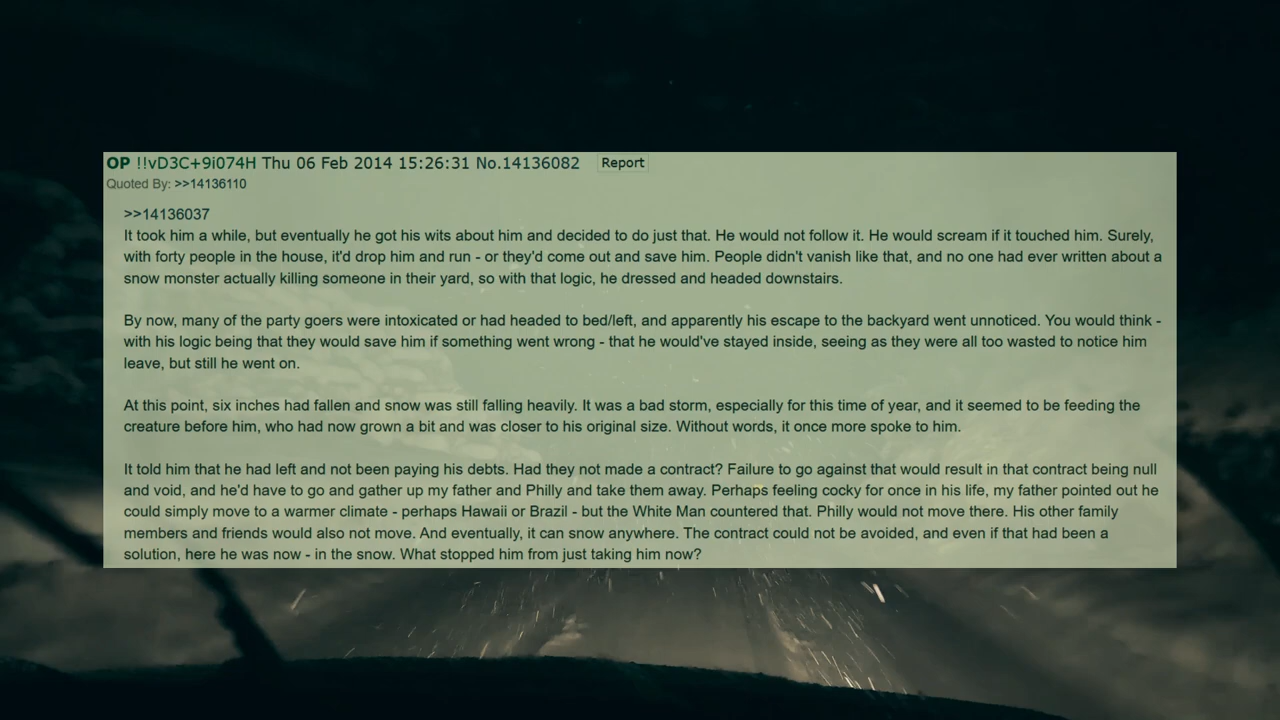 OP !!vD3C+9i074H Thu 06 Feb 2014 15:26:31 No.14136082 Report
Quoted By: >>14136110
>>14136037
It took him a while, but eventually he got his wits about him and decided to do just that. He would not follow it. He would scream if it touched him. Surely,
with forty people in the house, it'd drop him and run - or they'd come out and save him. People didn't vanish like that, and no one had ever written about a
snow monster actually killing someone in their yard, so with that logic, he dressed and headed downstairs.
By now, many of the party goers were intoxicated or had headed to bed/left, and apparently his escape to the backyard went unnoticed. You would think -
with his logic being that they would save him if something went wrong - that he would've stayed inside, seeing as they were all too wasted to notice him
leave, but still he went on.
At this point, six inches had fallen and snow was still falling heavily. It was a bad storm, especially for this time of year, and it seemed to be feeding the
creature before him, who had now grown a bit and was closer to his original size. Without words, it once more spoke to him.
It told him that he had left and not been paying his debts. Had they not made a contract? Failure to go against that would result in that contract being null
and void, and he'd have to go and gather up my father and Philly and take them away. Perhaps feeling cocky for once in his life, my father pointed out he
could simply move to a warmer climate - perhaps Hawaii or Brazil - but the White Man countered that. Philly would not move there. His other family
members and friends would also not move. And eventually, it can snow anywhere. The contract could not be avoided, and even if that had been a
solution, here he was now - in the snow. What stopped him from just taking him now?